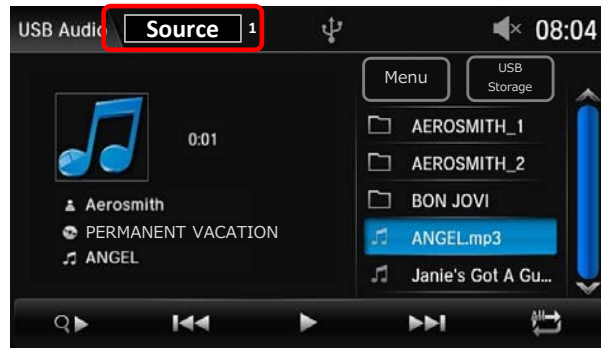 USB Audio Source 1 08:04
Menu
USB
Storage
0:01
AEROSMITH_1
AEROSMITH_2
Aerosmith
BON JOVI
PERMANENT VACATION
ANGEL.mp3
ANGEL
Janie's Got A Gu...
All